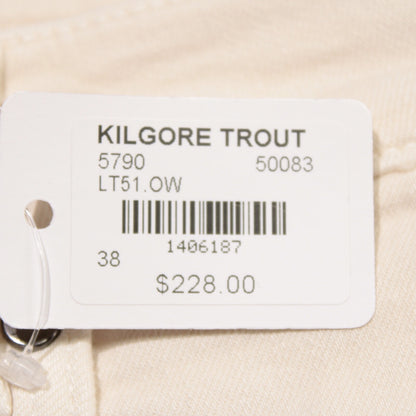 KILGORE TROUT
5790 50083
LT51.OW
1406187
38
$228.00